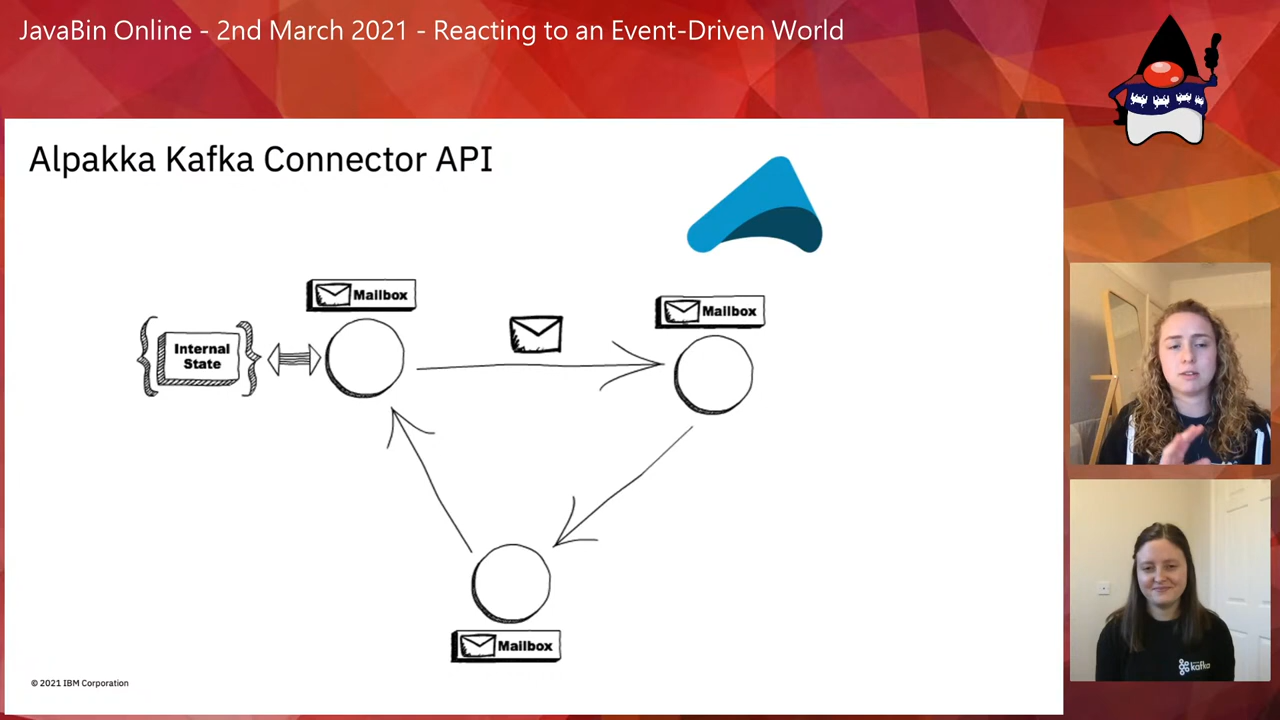 JavaBin Online - 2nd March 2021 - Reacting to an Event-Driven World
Alpakka Kafka Connector API
Mailbox
Mailbox
Internal
State
Mailbox
© 2021 IBM Corporation
kafka